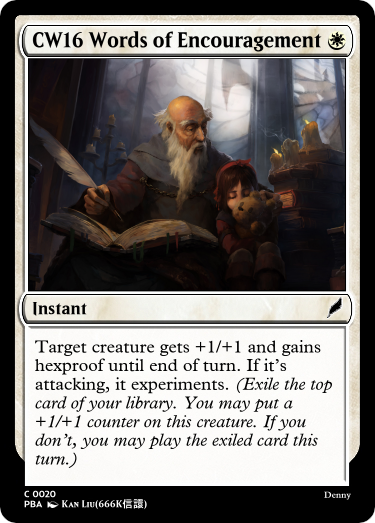 CW16 Words of Encouragement
Instant
Target creature gets +1/+1 and gains
hexproof until end of turn. If it's
attacking, it experiments. (Exile the top
card of your library. You may put a
+1/+1 counter on this creature. If you
don't, you may play the exiled card this
turn.)
C 0020
Denny
PBA Kan Liu(666K信譞)